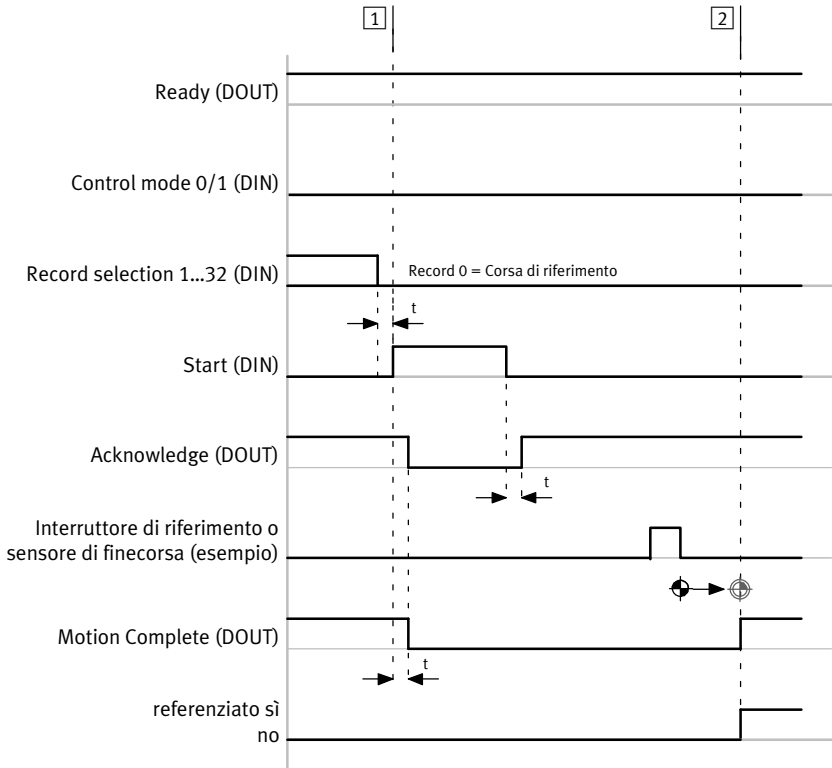 1
2
Ready (DOUT)
Control mode 0/1 (DIN)
Record selection 1...32 (DIN)
Record 0 = Corsa di riferimento
t
Start (DIN)
Acknowledge (DOUT)
t
Interruttore di riferimento o
sensore di finecorsa (esempio)
Motion Complete (DOUT)
t
referenziato sì
no